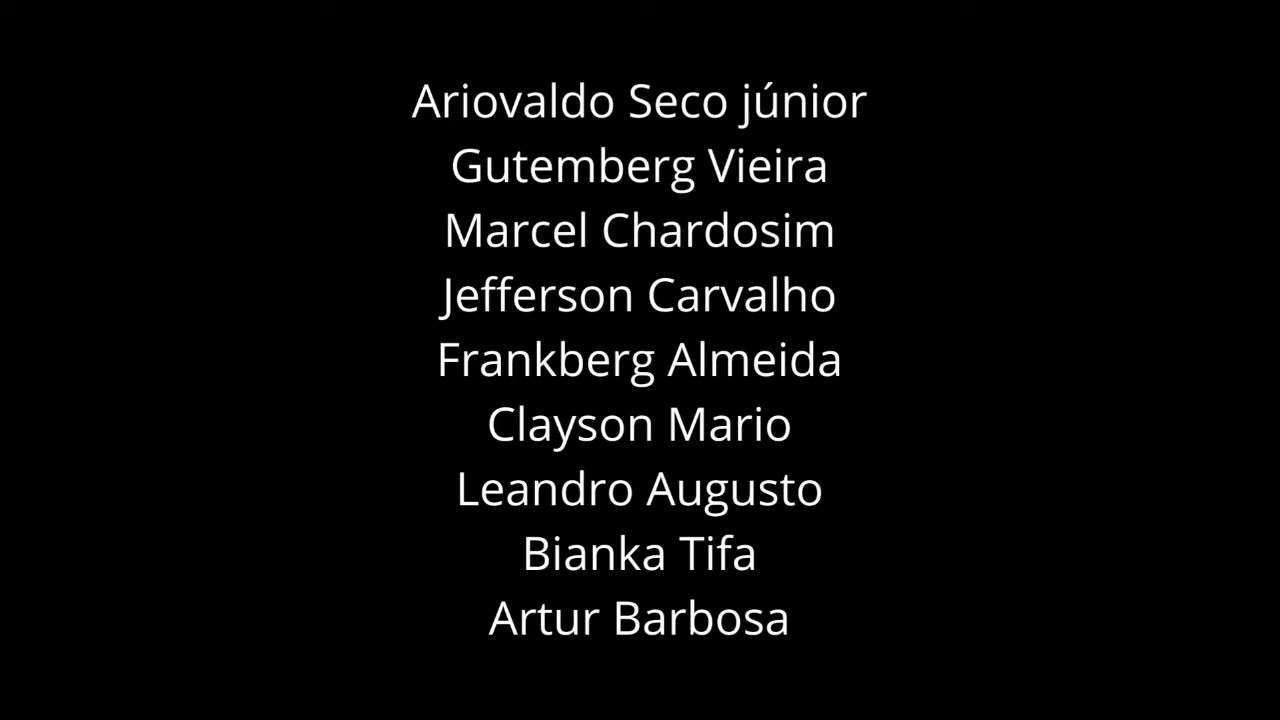 Ariovaldo Seco júnior
Gutemberg Vieira
Marcel Chardosim
Jefferson Carvalho
Frankberg Almeida
Clayson Mario
Leandro Augusto
Bianka Tifa
Artur Barbosa